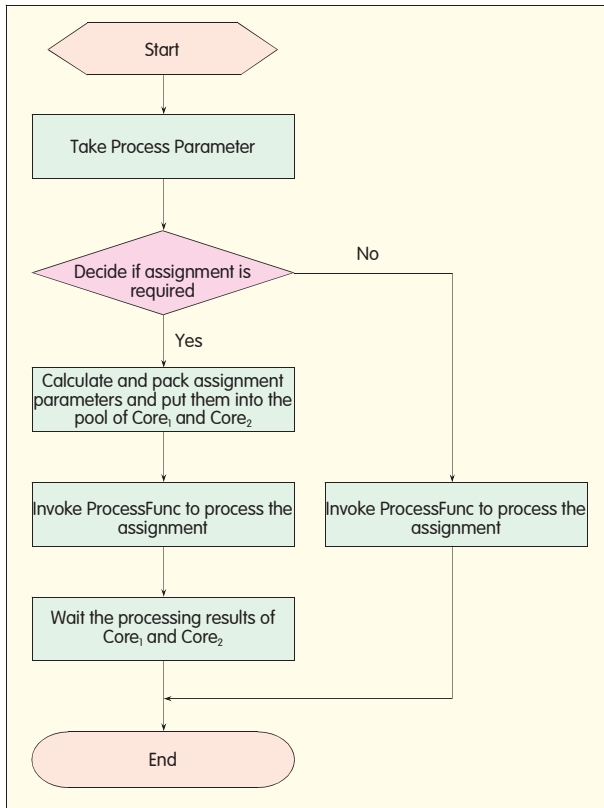 Start
Take Process Parameter
Decide if assignment is
required
No
Yes
Calculate and pack assignment
parameters and put them into the
pool of Core₁ and Core₂
Invoke ProcessFunc to process the
assignment
Invoke ProcessFunc to process the
assignment
Wait the processing results of
Core₁ and Core₂
End